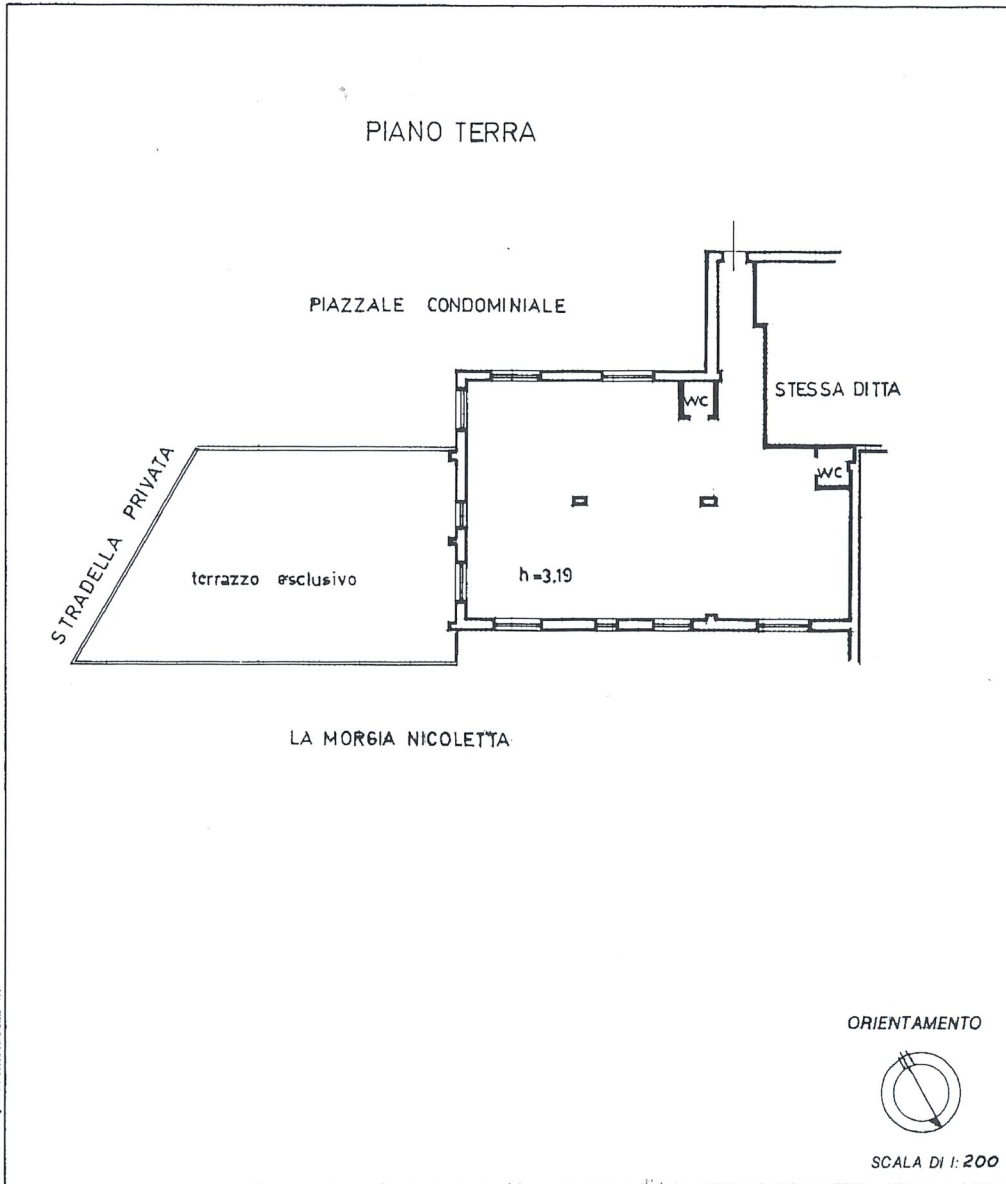 PIANO TERRA
PIAZZALE CONDOMINIALE
WC
STESSA DITTA
STRADELLA PRIVATA
WC
terrazzo esclusivo
h=3.19
LA MORGIA NICOLETTA
ORIENTAMENTO
SCALA DI 1:200